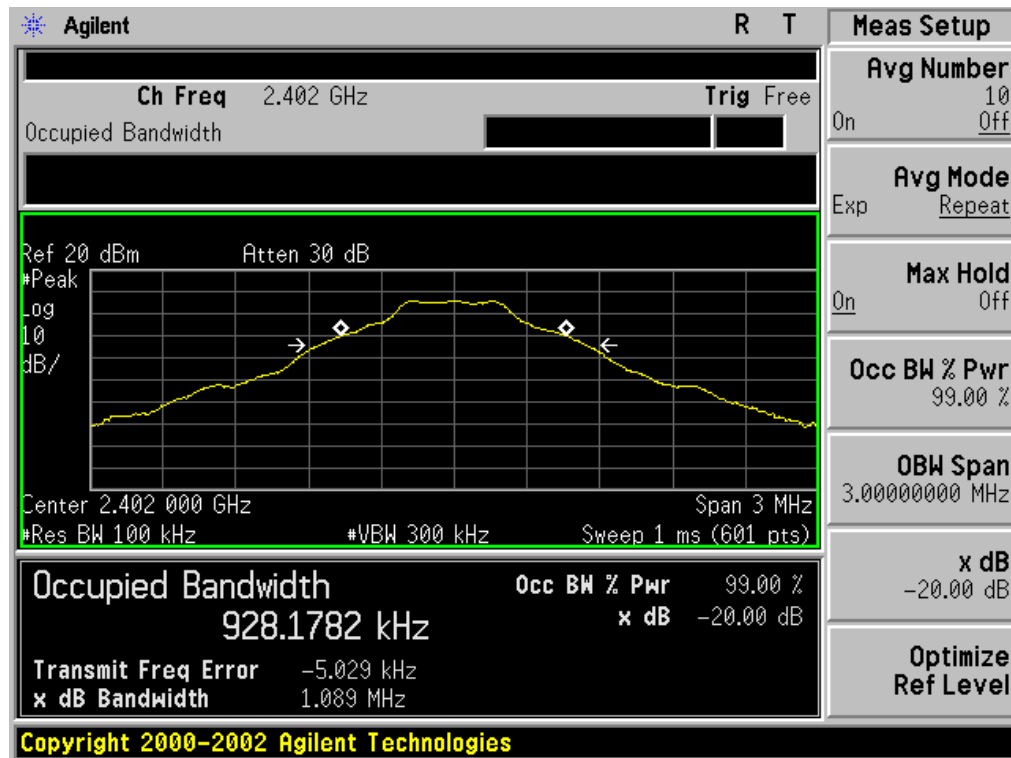 Agilent R T
Ch Freq 2.402 GHz Trig Free
Occupied Bandwidth
Ref 20 dBm Atten 30 dB
#Peak
Log
10
dB/
Center 2.402 000 GHz Span 3 MHz
#Res BW 100 kHz #VBW 300 kHz Sweep 1 ms (601 pts)
Occupied Bandwidth Occ BW % Pwr 99.00 %
928.1782 kHz x dB -20.00 dB
Transmit Freq Error -5.029 kHz
x dB Bandwidth 1.089 MHz
Copyright 2000-2002 Agilent Technologies
Meas Setup
Avg Number
10
On Off
Avg Mode
Exp Repeat
Max Hold
On Off
Occ BW % Pwr
99.00 %
OBW Span
3.00000000 MHz
x dB
-20.00 dB
Optimize
Ref Level